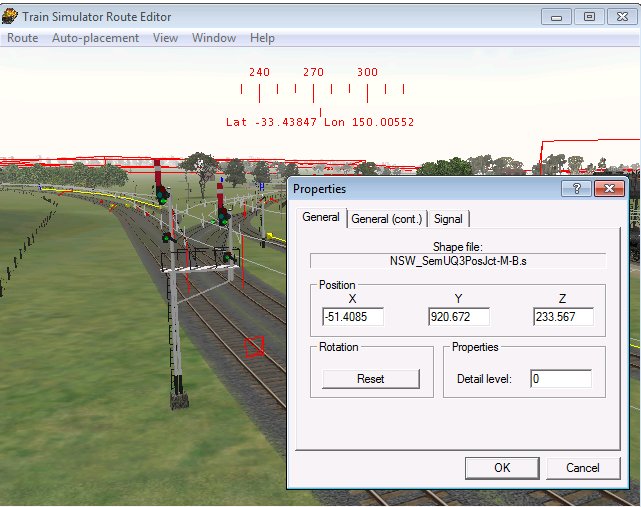 Train Simulator Route Editor
Route Auto-placement View Window Help
240 270 300
Lat -33.43847 Lon 150.00552
Properties
General General (cont.) Signal
Shape file:
NSW_SemUQ3PosJct-M-B.s
Position
X Y Z
-51.4085 920.672 233.567
Rotation Properties
Reset Detail level: 0
OK Cancel